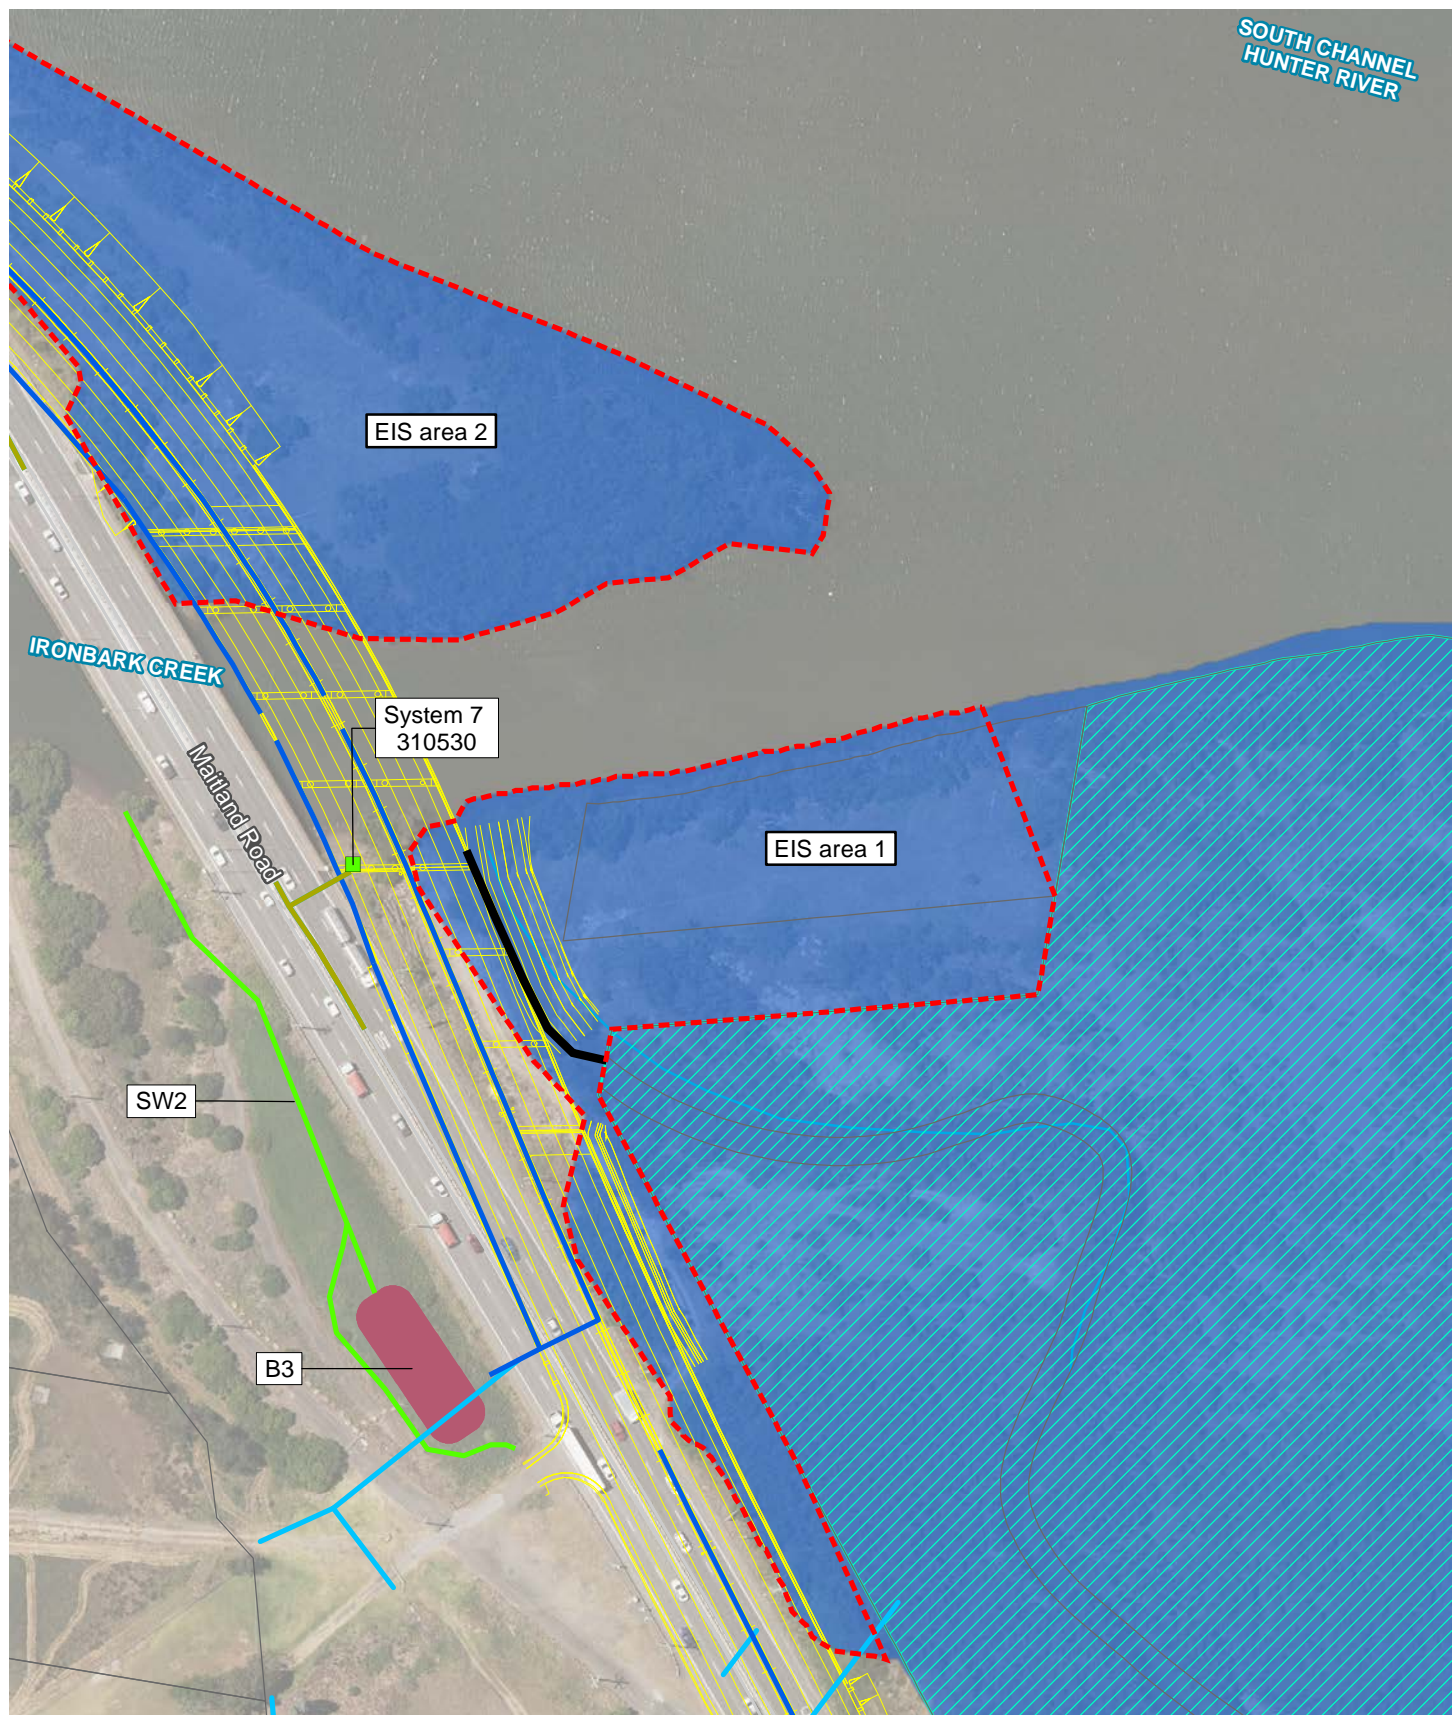 SOUTH CHANNEL
HUNTER RIVER
EIS area 2
IRONBARK CREEK
System 7
310530
Maitland Road
EIS area 1
SW2
B3